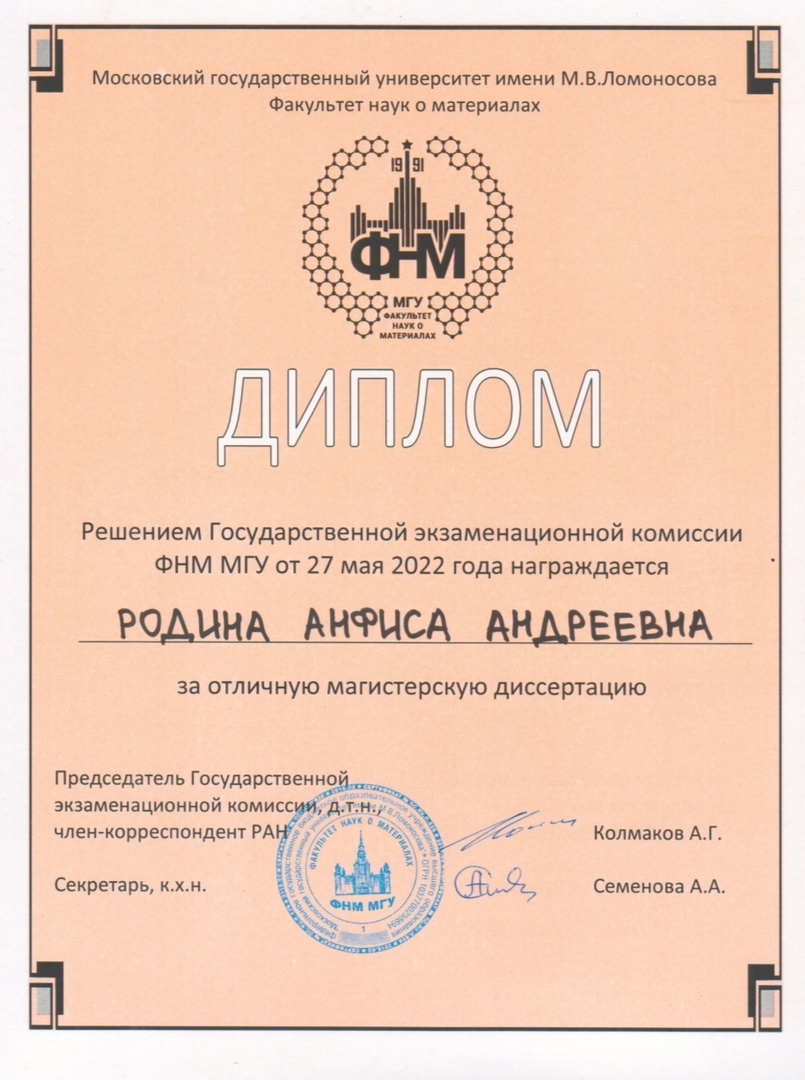 Московский государственный университет имени М.В.Ломоносова
Факультет наук о материалах
1991
ФНМ
МГУ
ФАКУЛЬТЕТ
НАУК О
МАТЕРИАЛАХ
ДИПЛОМ
Решением Государственной экзаменационной комиссии
ФНМ МГУ от 27 мая 2022 года награждается
РОДИНА АНФИСА АНДРЕЕВНА
за отличную магистерскую диссертацию
Председатель Государственной
экзаменационной комиссии, д.т.н.,
член-корреспондент РАН
Колмаков А.Г.
Секретарь, к.х.н.
Семенова А.А.
ФАКУЛЬТЕТ НАУК О МАТЕРИАЛАХ
ФНМ МГУ
1